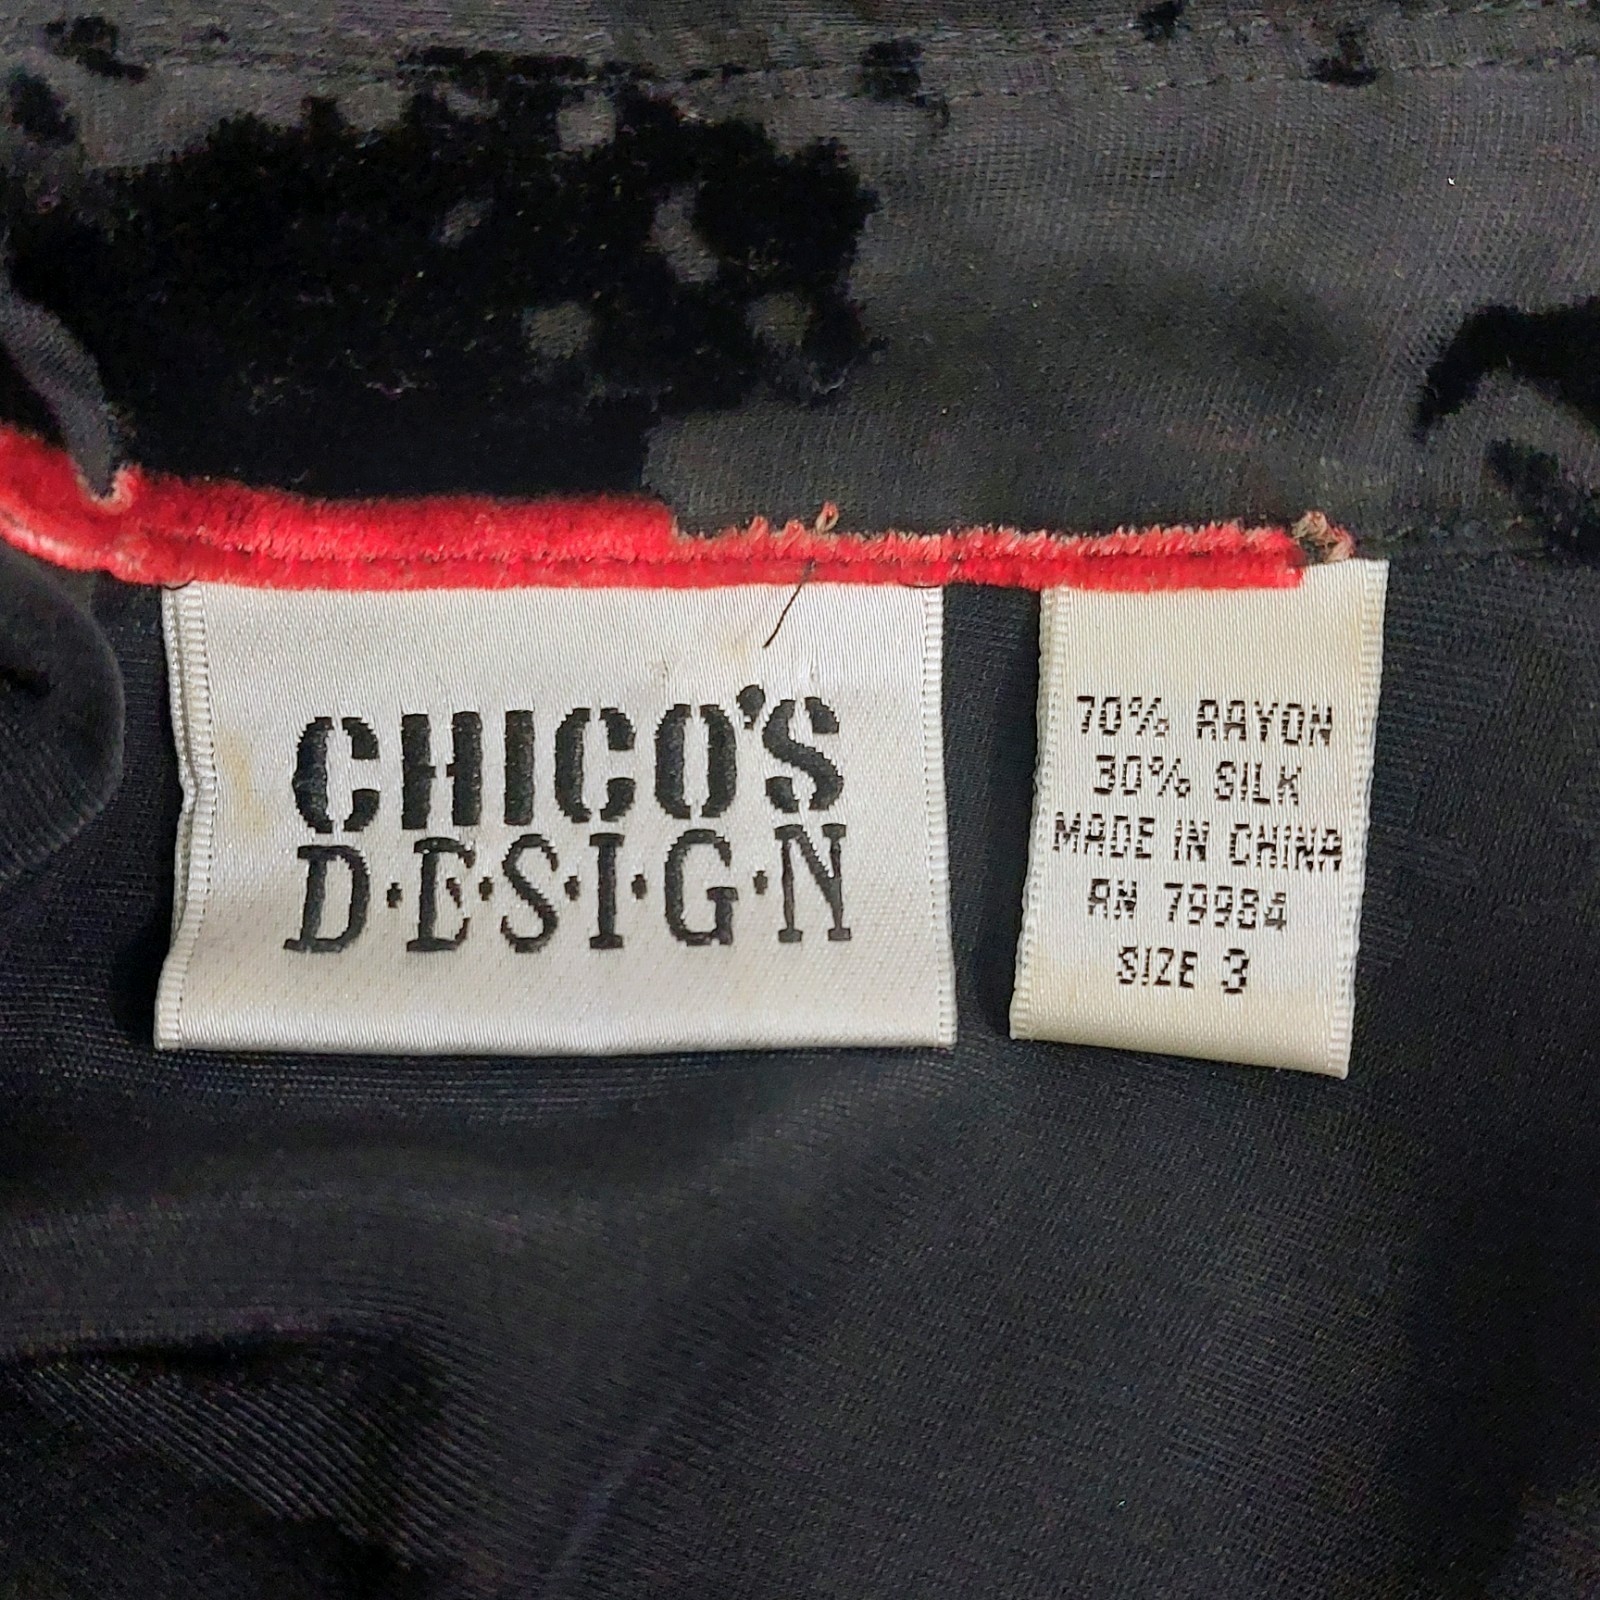 CHICO'S
D·E·S·I·G·N
70% RAYON
30% SILK
MADE IN CHINA
RN 79984
SIZE 3